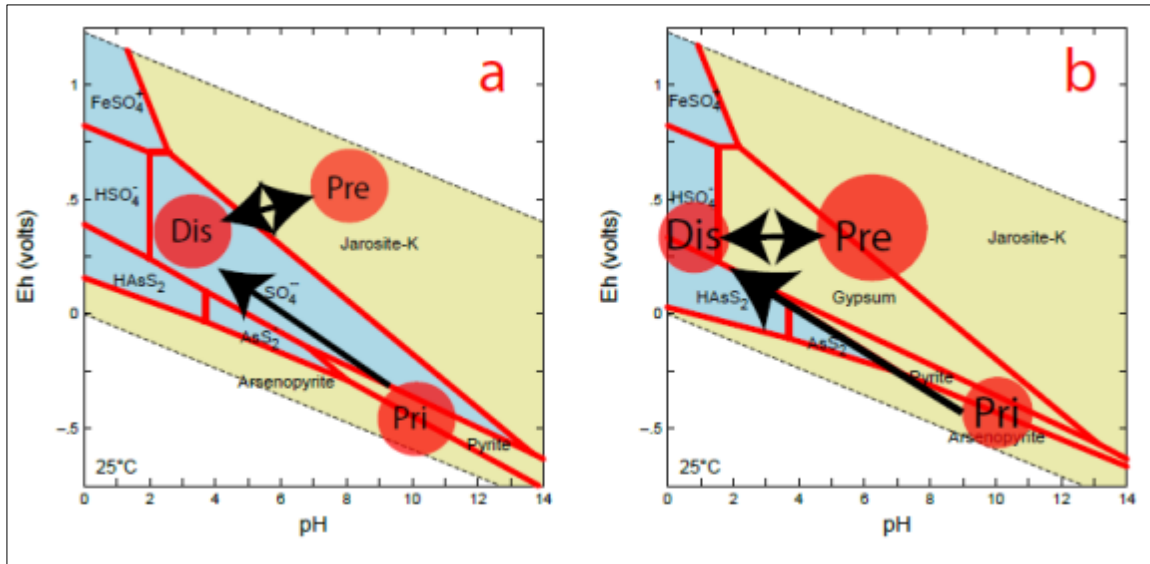 a
1
.5
0
−.5
Eh (volts)
FeSO4+
HSO4-
HAsS2
AsS2
SO4--
Arsenopyrite
Pyrite
Jarosite-K
Dis
Pre
Pri
25°C
0 2 4 6 8 10 12 14
pH
b
1
.5
0
−.5
Eh (volts)
FeSO4+
HSO4-
HAsS2
AsS2
Gypsum
Pyrite
Arsenopyrite
Jarosite-K
Dis
Pre
Pri
25°C
0 2 4 6 8 10 12 14
pH